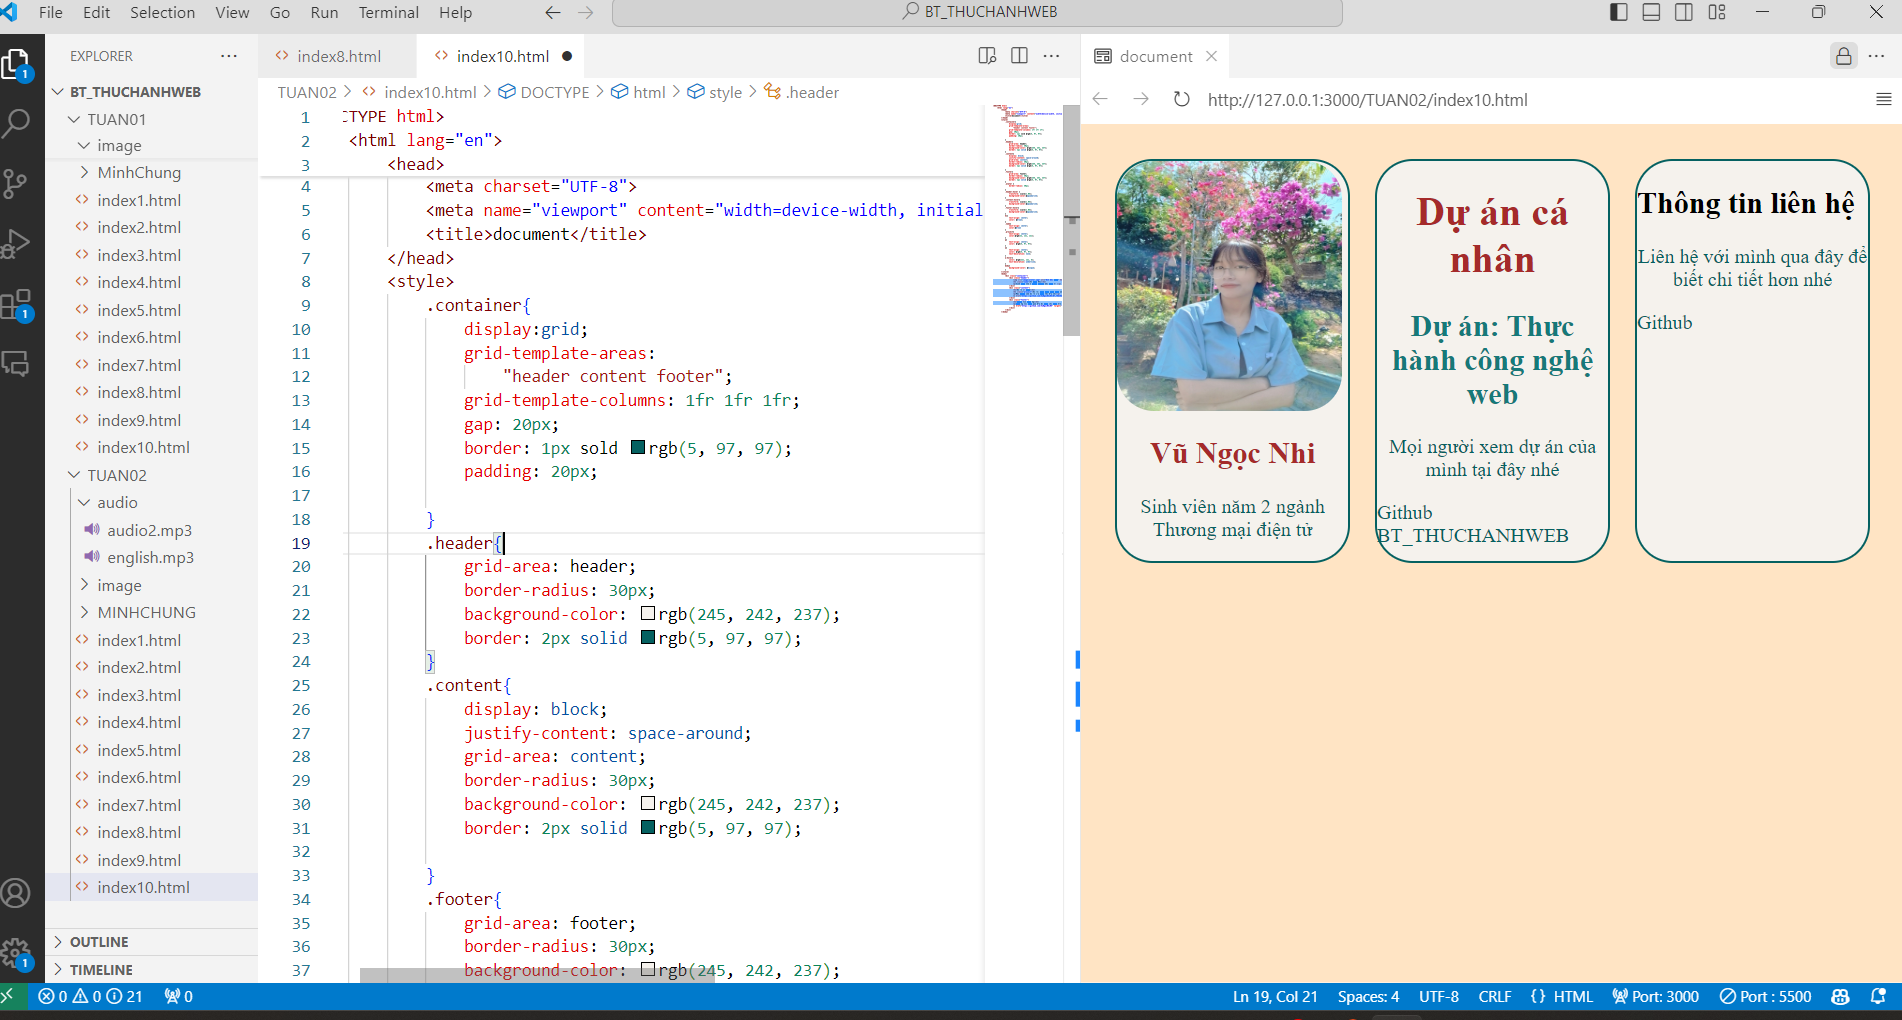 File Edit Selection View Go Run Terminal Help
BT_THUCHANHWEB
EXPLORER
BT_THUCHANHWEB
TUAN01
image
MinhChung
index1.html
index2.html
index3.html
index4.html
index5.html
index6.html
index7.html
index8.html
index9.html
index10.html
TUAN02
audio
audio2.mp3
english.mp3
image
MINHCHUNG
index1.html
index2.html
index3.html
index4.html
index5.html
index6.html
index7.html
index8.html
index9.html
index10.html
OUTLINE
TIMELINE
1
1
1
index8.html index10.html
TUAN02 > index10.html > DOCTYPE > html > style > .header
1 CTYPE html>
2 <html lang="en">
3 <head>
4 <meta charset="UTF-8">
5 <meta name="viewport" content="width=device-width, initial
6 <title>document</title>
7 </head>
8 <style>
9 .container{
10 display:grid;
11 grid-template-areas:
12 "header content footer";
13 grid-template-columns: 1fr 1fr 1fr;
14 gap: 20px;
15 border: 1px sold rgb(5, 97, 97);
16 padding: 20px;
17
18 }
19 .header{
20 grid-area: header;
21 border-radius: 30px;
22 background-color: rgb(245, 242, 237);
23 border: 2px solid rgb(5, 97, 97);
24 }
25 .content{
26 display: block;
27 justify-content: space-around;
28 grid-area: content;
29 border-radius: 30px;
30 background-color: rgb(245, 242, 237);
31 border: 2px solid rgb(5, 97, 97);
32
33 }
34 .footer{
35 grid-area: footer;
36 border-radius: 30px;
37 background-color: rgb(245, 242, 237);
document
http://127.0.0.1:3000/TUAN02/index10.html
Vũ Ngọc Nhi
Sinh viên năm 2 ngành
Thương mại điện tử
Dự án cá
nhân
Dự án: Thực
hành công nghệ
web
Mọi người xem dự án của
mình tại đây nhé
Github
BT_THUCHANHWEB
Thông tin liên hệ
Liên hệ với mình qua đây để
biết chi tiết hơn nhé
Github
0 0 21 0
Ln 19, Col 21 Spaces: 4 UTF-8 CRLF {} HTML Port: 3000 Port : 5500